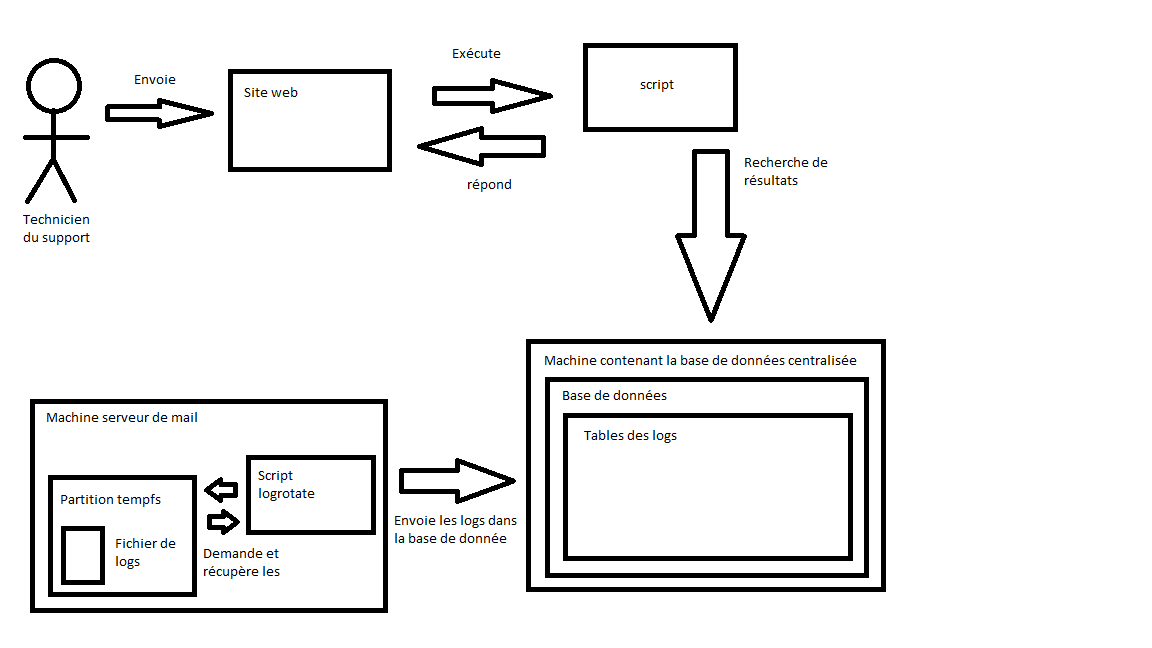 Exécute
Envoie
Site web
script
répond
Recherche de
résultats
Technicien
du support
Machine contenant la base de données centralisée
Base de données
Tables des logs
Machine serveur de mail
Script
logrotate
Partition tempfs
Fichier de
logs
Demande et
récupère les
Envoie les logs dans
la base de donnée